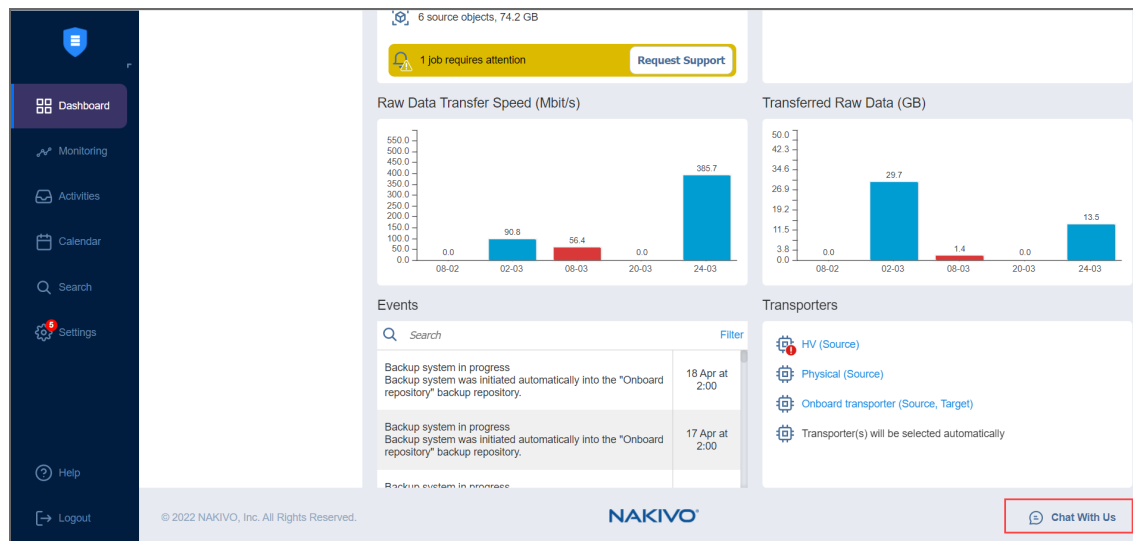 6 source objects, 74.2 GB
1 job requires attention
Request Support
Dashboard
Monitoring
Activities
Calendar
Search
5
Settings
Help
Logout
Raw Data Transfer Speed (Mbit/s)
550.0
500.0
450.0
400.0
350.0
300.0
250.0
200.0
150.0
100.0
50.0
0.0
0.0
90.8
56.4
0.0
385.7
08-02
02-03
08-03
20-03
24-03
Transferred Raw Data (GB)
50.0
42.3
34.6
26.9
19.2
11.5
3.8
0.0
0.0
29.7
1.4
0.0
13.5
08-02
02-03
08-03
20-03
24-03
Events
Search
Filter
Backup system in progress
Backup system was initiated automatically into the "Onboard
repository" backup repository.
18 Apr at
2:00
Backup system in progress
Backup system was initiated automatically into the "Onboard
repository" backup repository.
17 Apr at
2:00
Backup system in progress
Transporters
HV (Source)
Physical (Source)
Onboard transporter (Source, Target)
Transporter(s) will be selected automatically
© 2022 NAKIVO, Inc. All Rights Reserved.
NAKIVO
Chat With Us